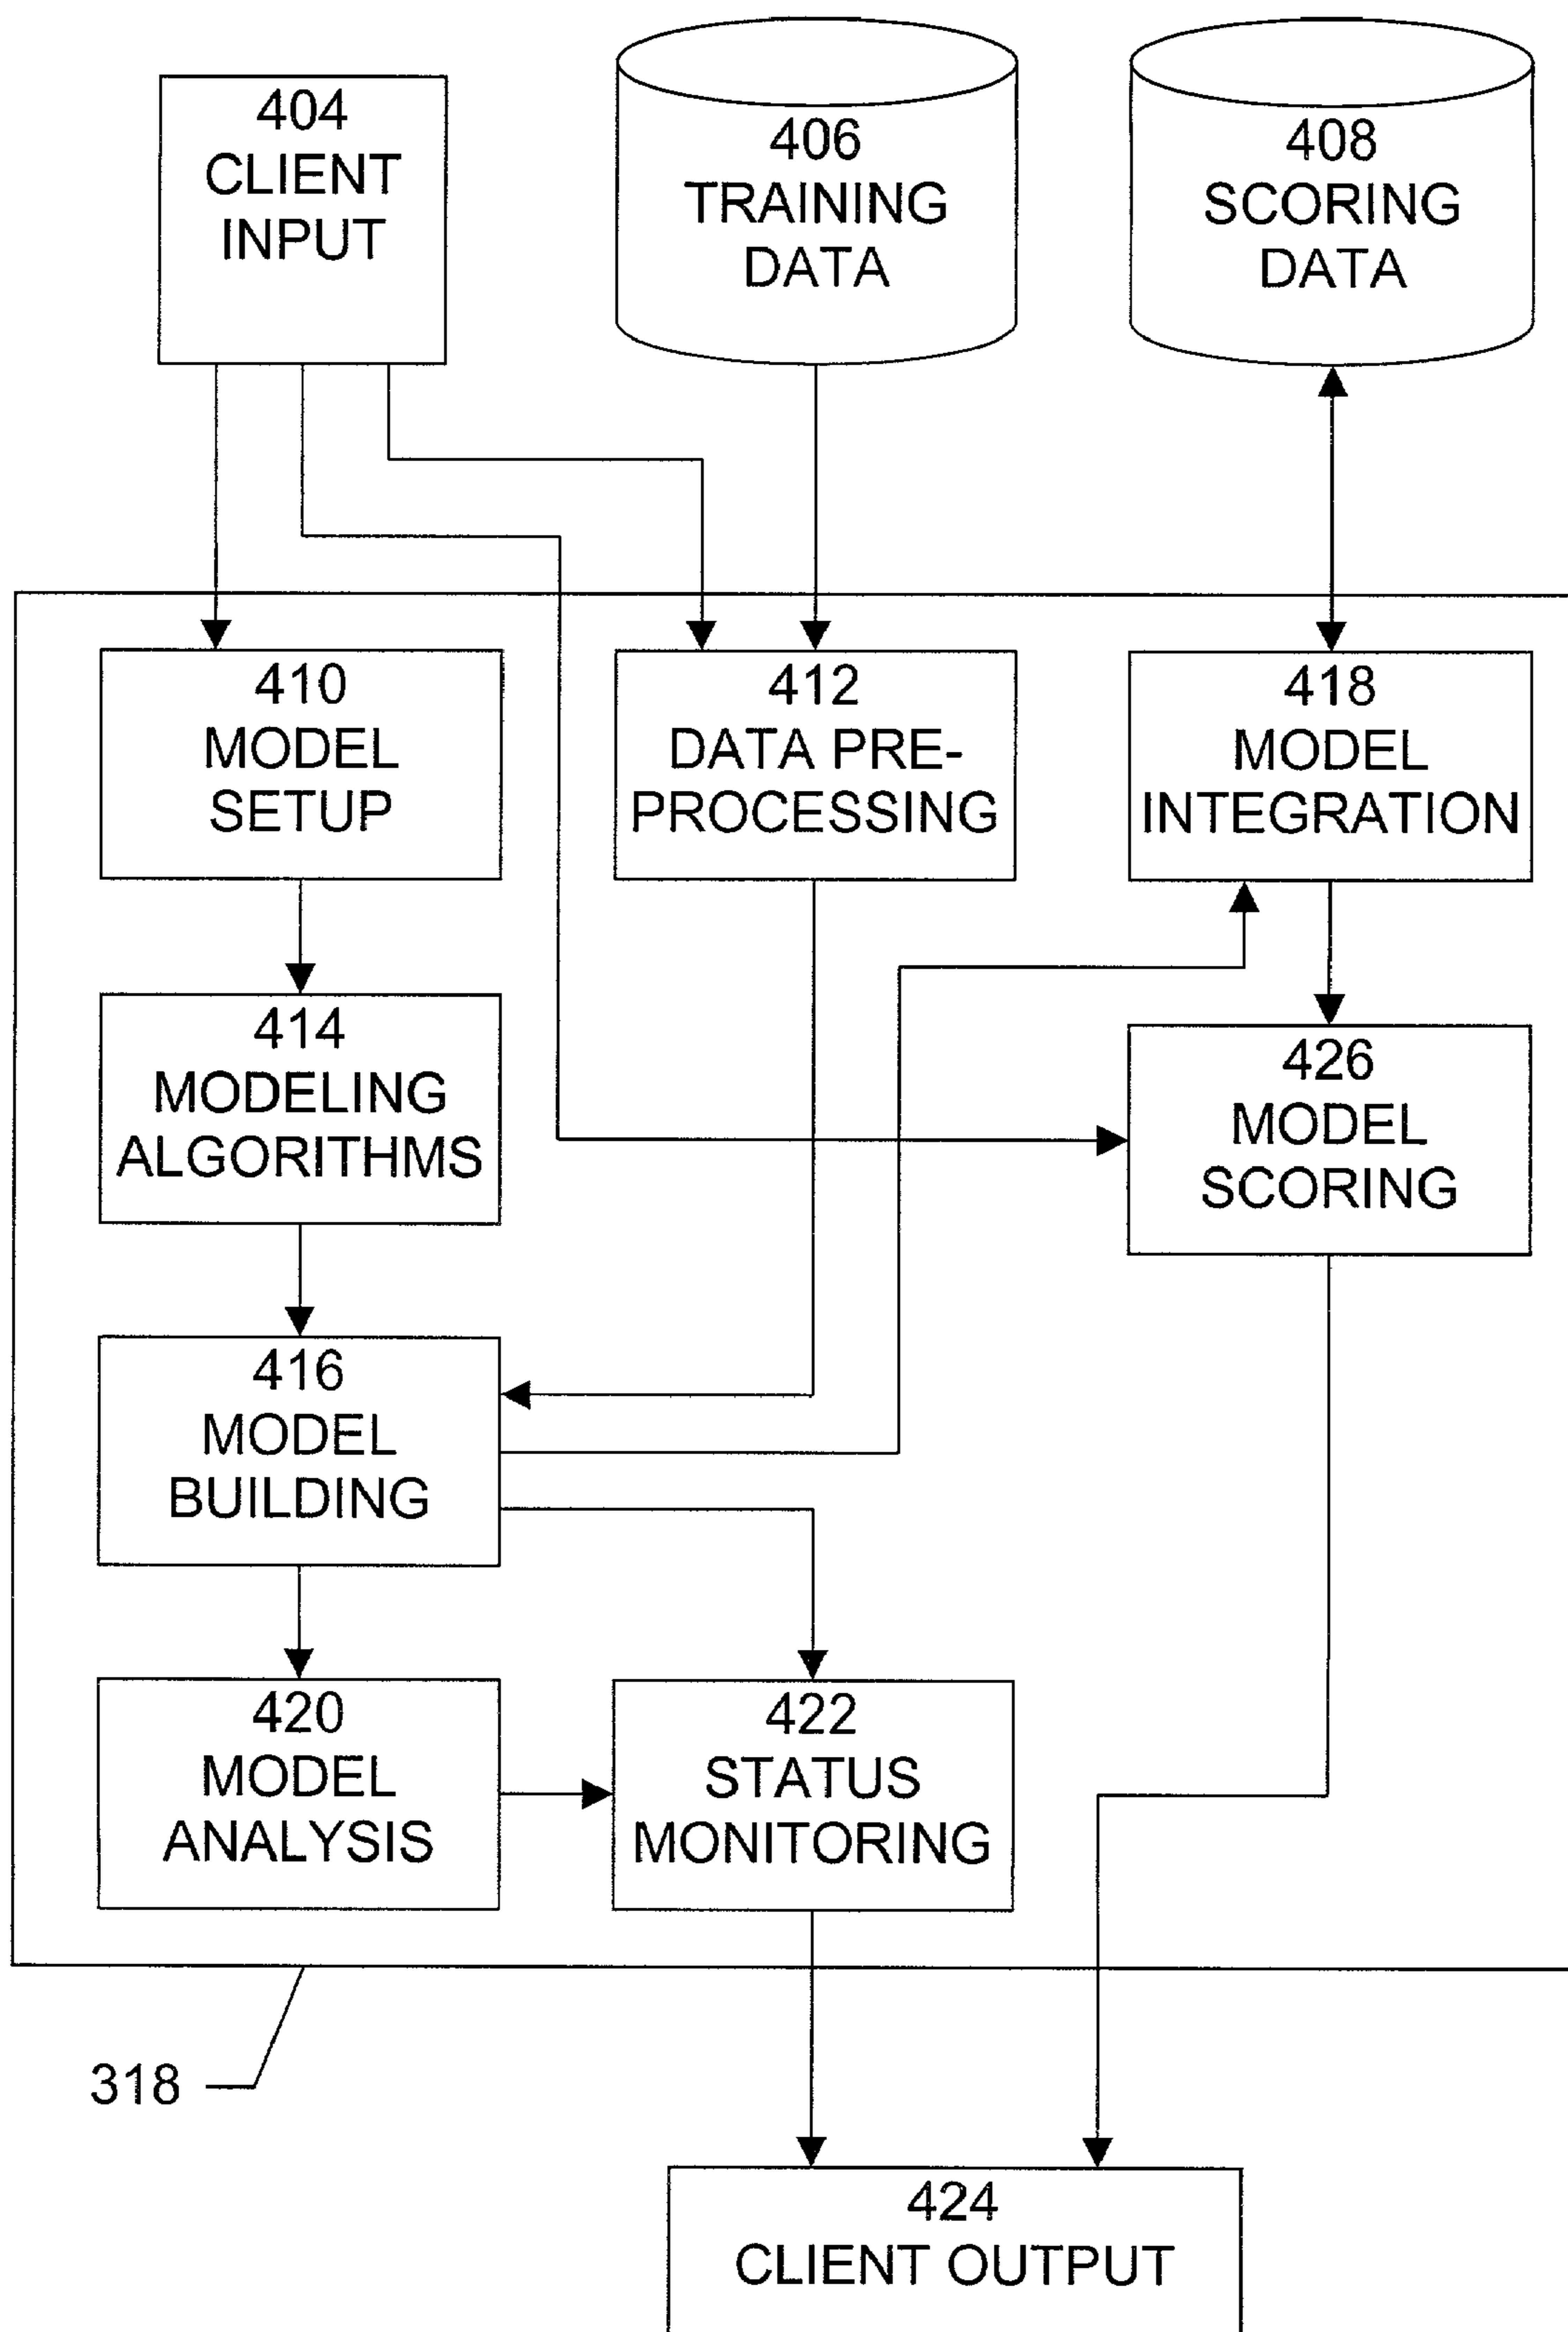 404
CLIENT
INPUT
406
TRAINING
DATA
408
SCORING
DATA
410
MODEL
SETUP
412
DATA PRE-
PROCESSING
418
MODEL
INTEGRATION
414
MODELING
ALGORITHMS
426
MODEL
SCORING
416
MODEL
BUILDING
420
MODEL
ANALYSIS
422
STATUS
MONITORING
318
424
CLIENT OUTPUT